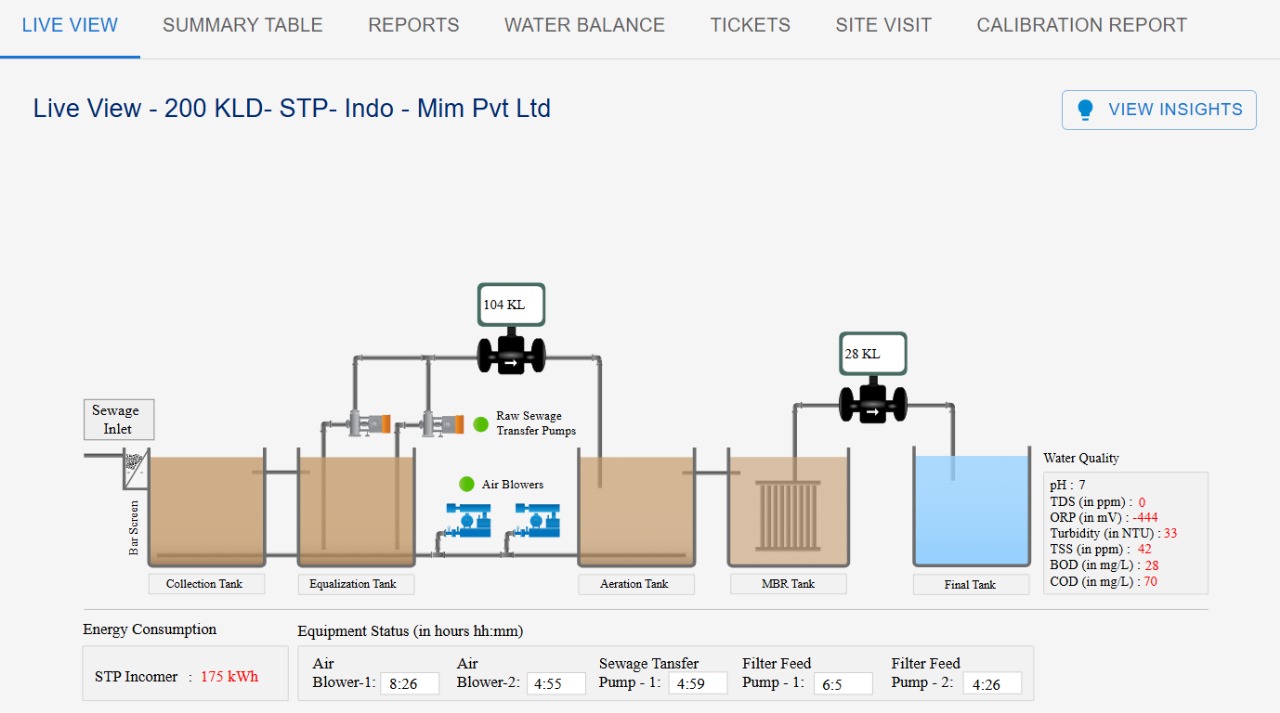 LIVE VIEW SUMMARY TABLE REPORTS WATER BALANCE TICKETS SITE VISIT CALIBRATION REPORT
Live View - 200 KLD- STP- Indo - Mim Pvt Ltd
VIEW INSIGHTS
104 KL
28 KL
Sewage
Inlet
Raw Sewage
Transfer Pumps
Air Blowers
Bar Screen
Collection Tank
Equalization Tank
Aeration Tank
MBR Tank
Final Tank
Water Quality
pH : 7
TDS (in ppm) : 0
ORP (in mV) : -444
Turbidity (in NTU) : 33
TSS (in ppm) : 42
BOD (in mg/L) : 28
COD (in mg/L) : 70
Energy Consumption
STP Incomer : 175 kWh
Equipment Status (in hours hh:mm)
Air
Blower-1: 8:26
Air
Blower-2: 4:55
Sewage Tansfer
Pump - 1: 4:59
Filter Feed
Pump - 1: 6:5
Filter Feed
Pump - 2: 4:26